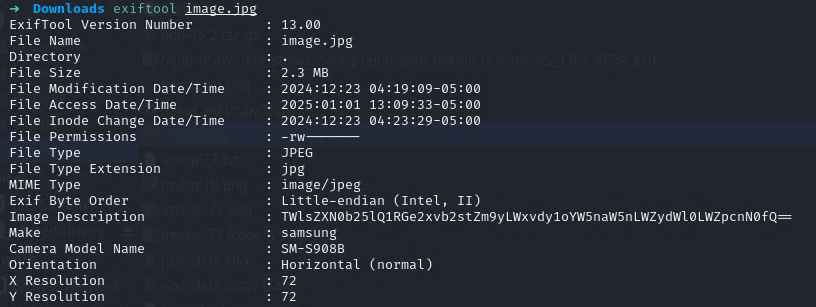 ➜ Downloads exiftool image.jpg
ExifTool Version Number : 13.00
File Name : image.jpg
Directory : .
File Size : 2.3 MB
File Modification Date/Time : 2024:12:23 04:19:09-05:00
File Access Date/Time : 2025:01:01 13:09:33-05:00
File Inode Change Date/Time : 2024:12:23 04:23:29-05:00
File Permissions : -rw-------
File Type : JPEG
File Type Extension : jpg
MIME Type : image/jpeg
Exif Byte Order : Little-endian (Intel, II)
Image Description : TWlsZXN0b25lQ1RGe2xvb2stZm9yLWxvdy1oYW5naW5nLWZydWl0LWZpcnN0fQ==
Make : samsung
Camera Model Name : SM-S908B
Orientation : Horizontal (normal)
X Resolution : 72
Y Resolution : 72